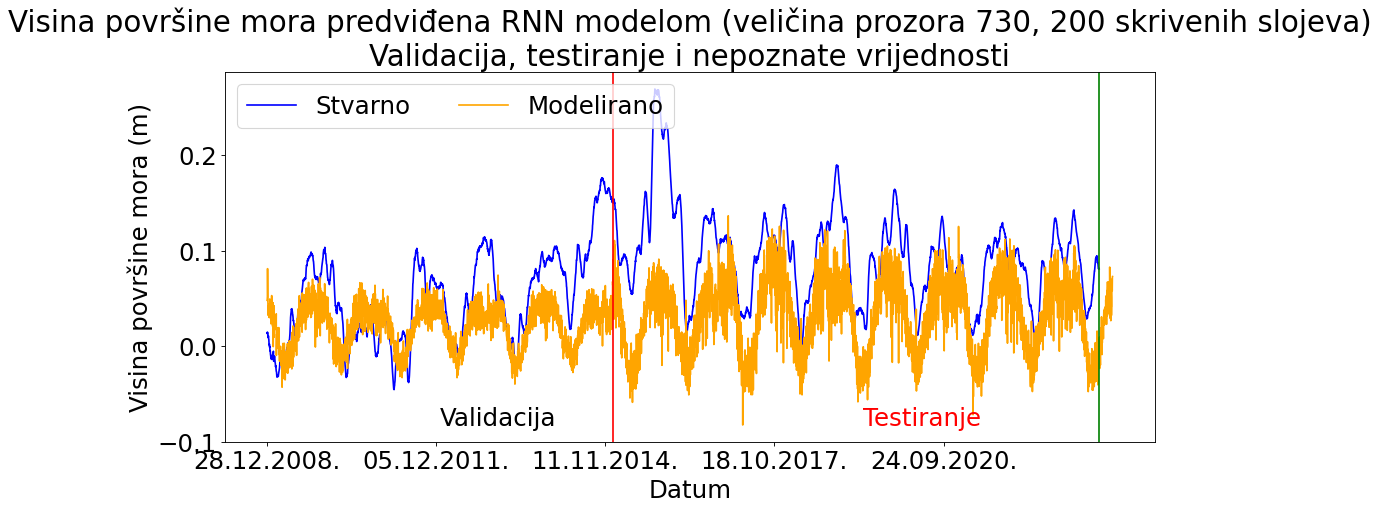 Visina površine mora predviđena RNN modelom (veličina prozora 730, 200 skrivenih slojeva)
Validacija, testiranje i nepoznate vrijednosti
Stvarno Modelirano
Visina površine mora (m)
0.2
0.1
0.0
−0.1
Validacija Testiranje
28.12.2008. 05.12.2011. 11.11.2014. 18.10.2017. 24.09.2020.
Datum